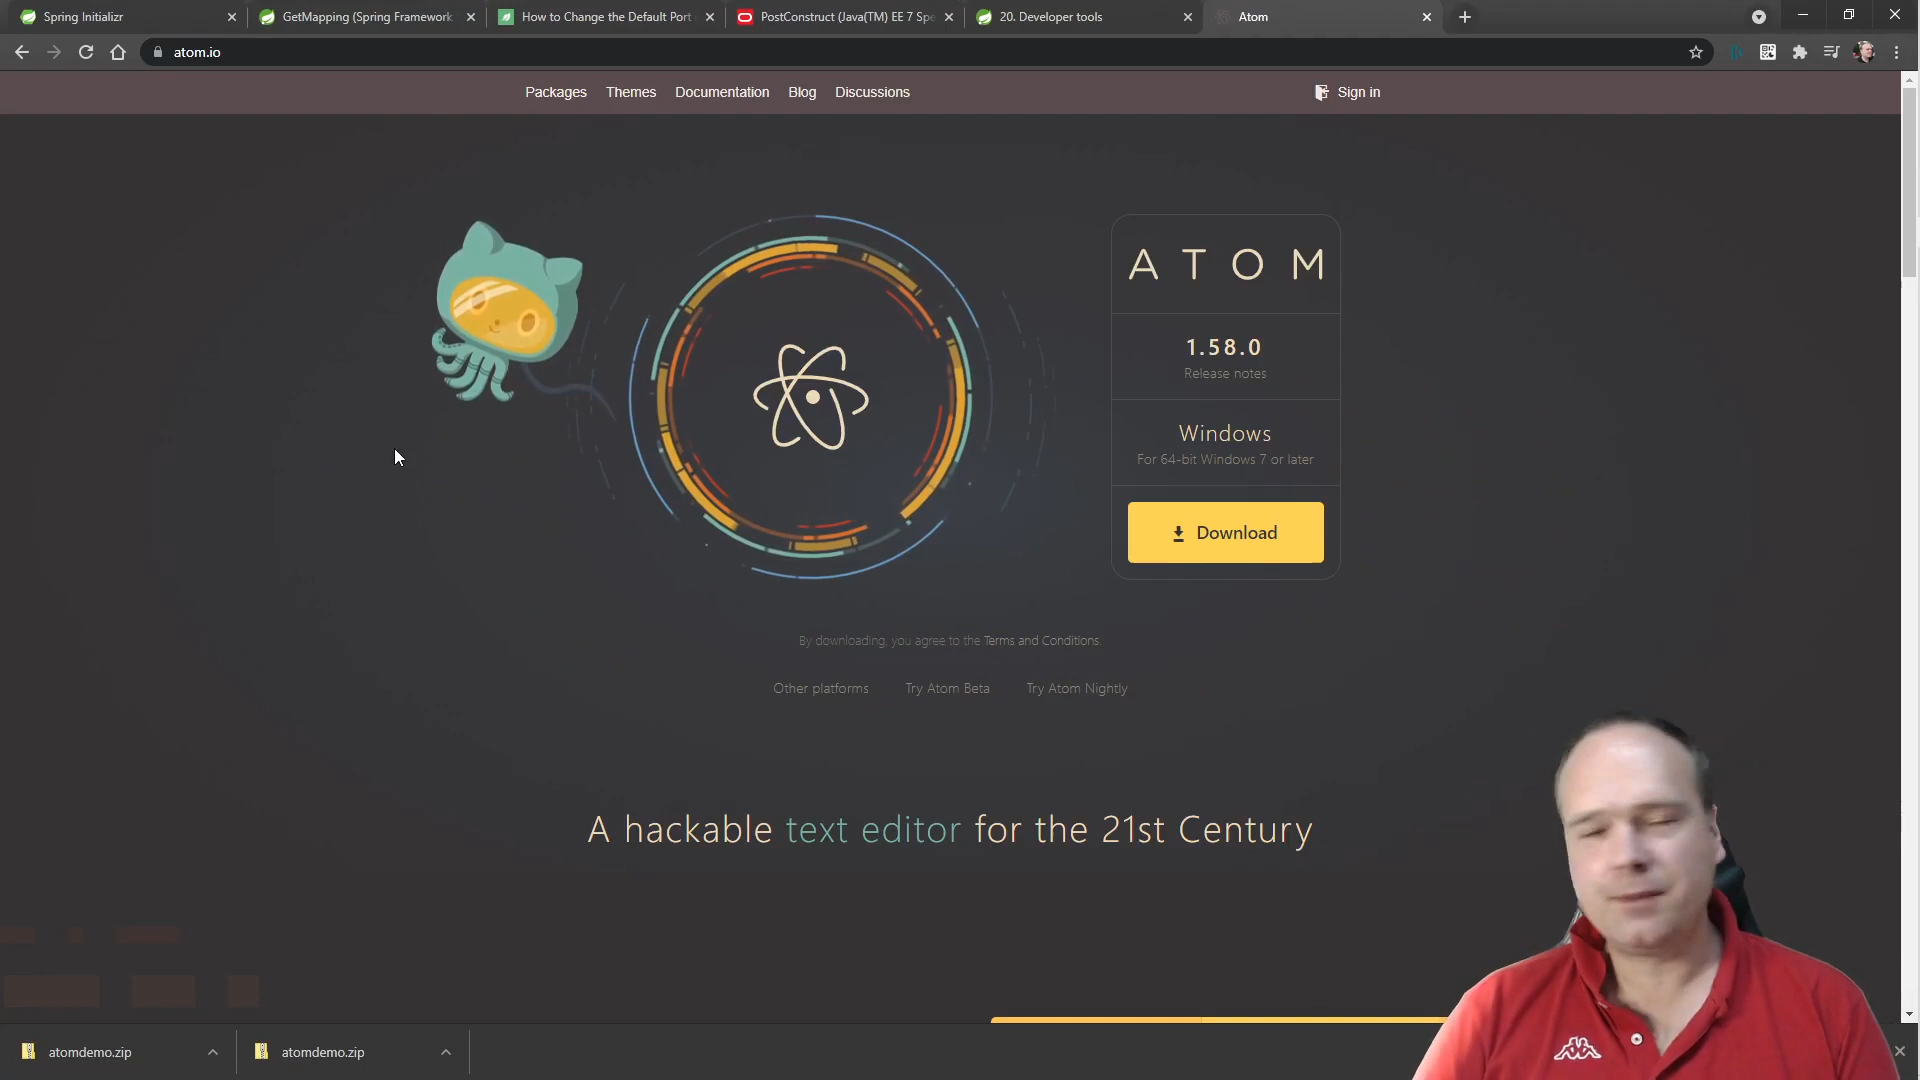 Spring Initializr
GetMapping (Spring Framework
How to Change the Default Port
PostConstruct (Java(TM) EE 7 Spe
20. Developer tools
Atom
atom.io
Packages
Themes
Documentation
Blog
Discussions
Sign in
ATOM
1.58.0
Release notes
Windows
For 64-bit Windows 7 or later
Download
By downloading, you agree to the Terms and Conditions.
Other platforms
Try Atom Beta
Try Atom Nightly
A hackable text editor for the 21st Century
atomdemo.zip
atomdemo.zip